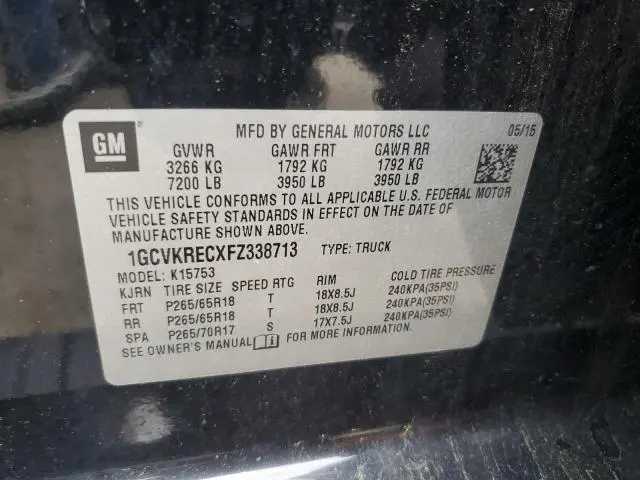 GM
MFD BY GENERAL MOTORS LLC 05/15
GVWR GAWR FRT GAWR RR
3266 KG 1792 KG 1792 KG
7200 LB 3950 LB 3950 LB
THIS VEHICLE CONFORMS TO ALL APPLICABLE U.S. FEDERAL MOTOR
VEHICLE SAFETY STANDARDS IN EFFECT ON THE DATE OF
MANUFACTURE SHOWN ABOVE.
1GCVKRECXFZ338713 TYPE: TRUCK
MODEL: K15753
KJRN TIRE SIZE SPEED RTG RIM COLD TIRE PRESSURE
FRT P265/65R18 T 18X8.5J 240KPA(35PSI)
RR P265/65R18 T 18X8.5J 240KPA(35PSI)
SPA P265/70R17 S 17X7.5J 240KPA(35PSI)
SEE OWNER'S MANUAL FOR MORE INFORMATION.